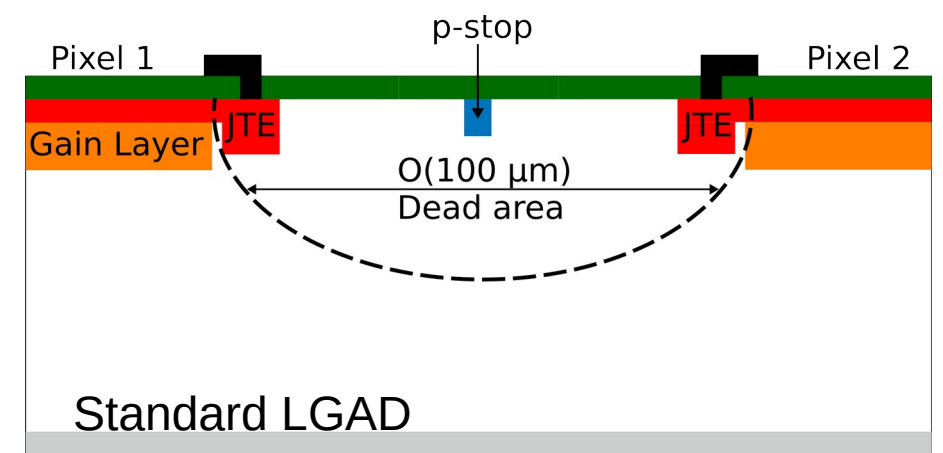 p-stop
Pixel 1
Pixel 2
JTE
JTE
Gain Layer
O(100 µm)
Dead area
Standard LGAD